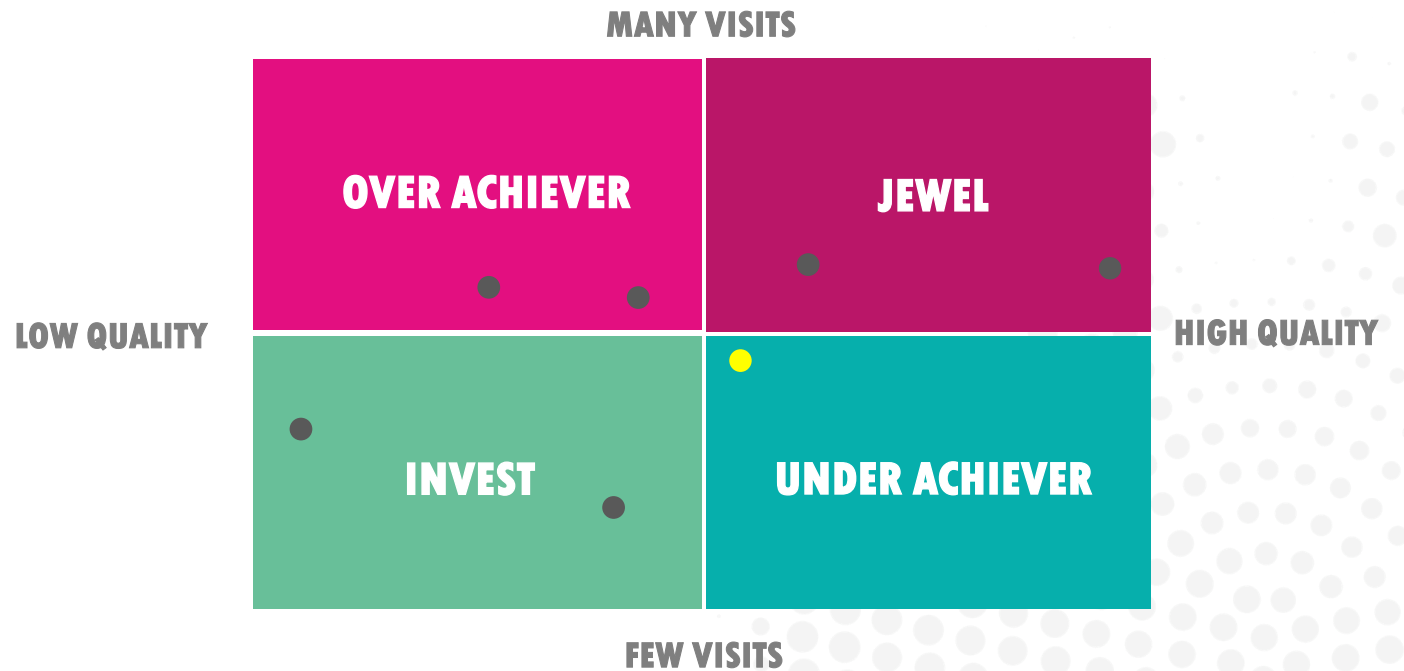 MANY VISITS
OVER ACHIEVER
JEWEL
LOW QUALITY
HIGH QUALITY
INVEST
UNDER ACHIEVER
FEW VISITS